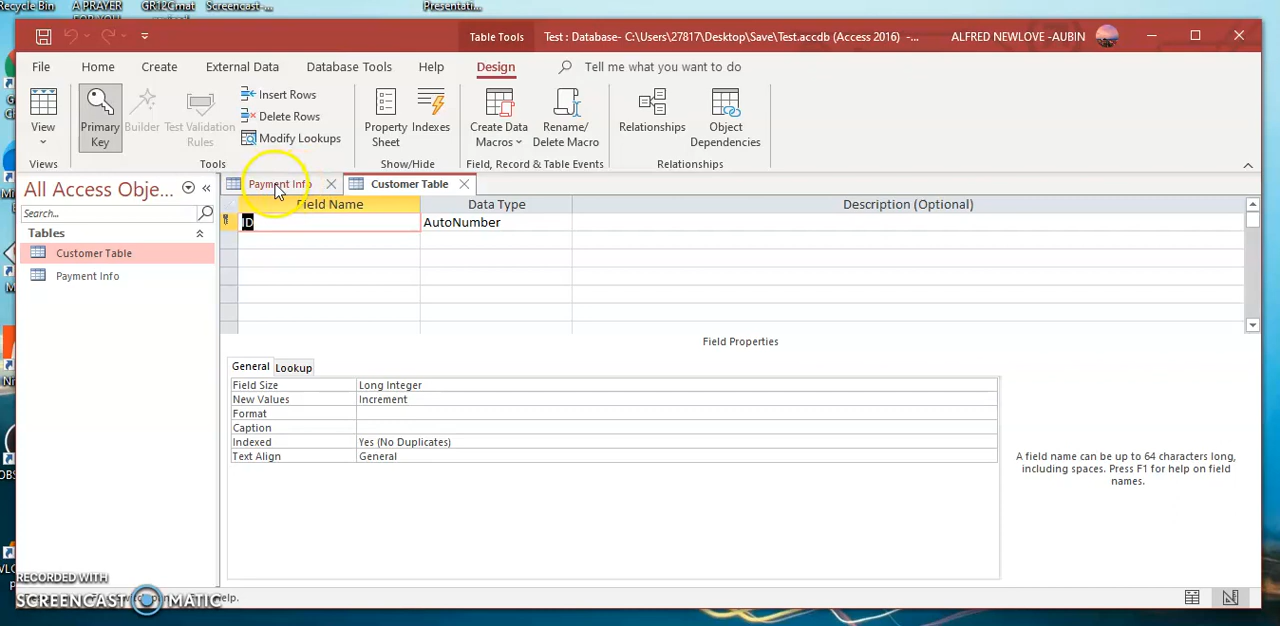 Recycle Bin A PRAYER GR12Cmat Screencast-... Presentati...
FOR YOU
Table Tools
Test : Database- C:\Users\27817\Desktop\Save\Test.accdb (Access 2016) -...
ALFRED NEWLOVE -AUBIN
File Home Create External Data Database Tools Help Design Tell me what you want to do
View
Primary Key
Builder
Test Validation Rules
Insert Rows
Delete Rows
Modify Lookups
Property Sheet
Indexes
Create Data Macros
Rename/ Delete Macro
Relationships
Object Dependencies
Views Tools Show/Hide Field, Record & Table Events Relationships
All Access Obje...
Payment Info Customer Table
Search...
Field Name Data Type Description (Optional)
ID AutoNumber
Tables
Customer Table
Payment Info
Field Properties
General Lookup
Field Size Long Integer
New Values Increment
Format
Caption
Indexed Yes (No Duplicates)
Text Align General
A field name can be up to 64 characters long,
including spaces. Press F1 for help on field
names.
RECORDED WITH
SCREENCAST MATIC
help.